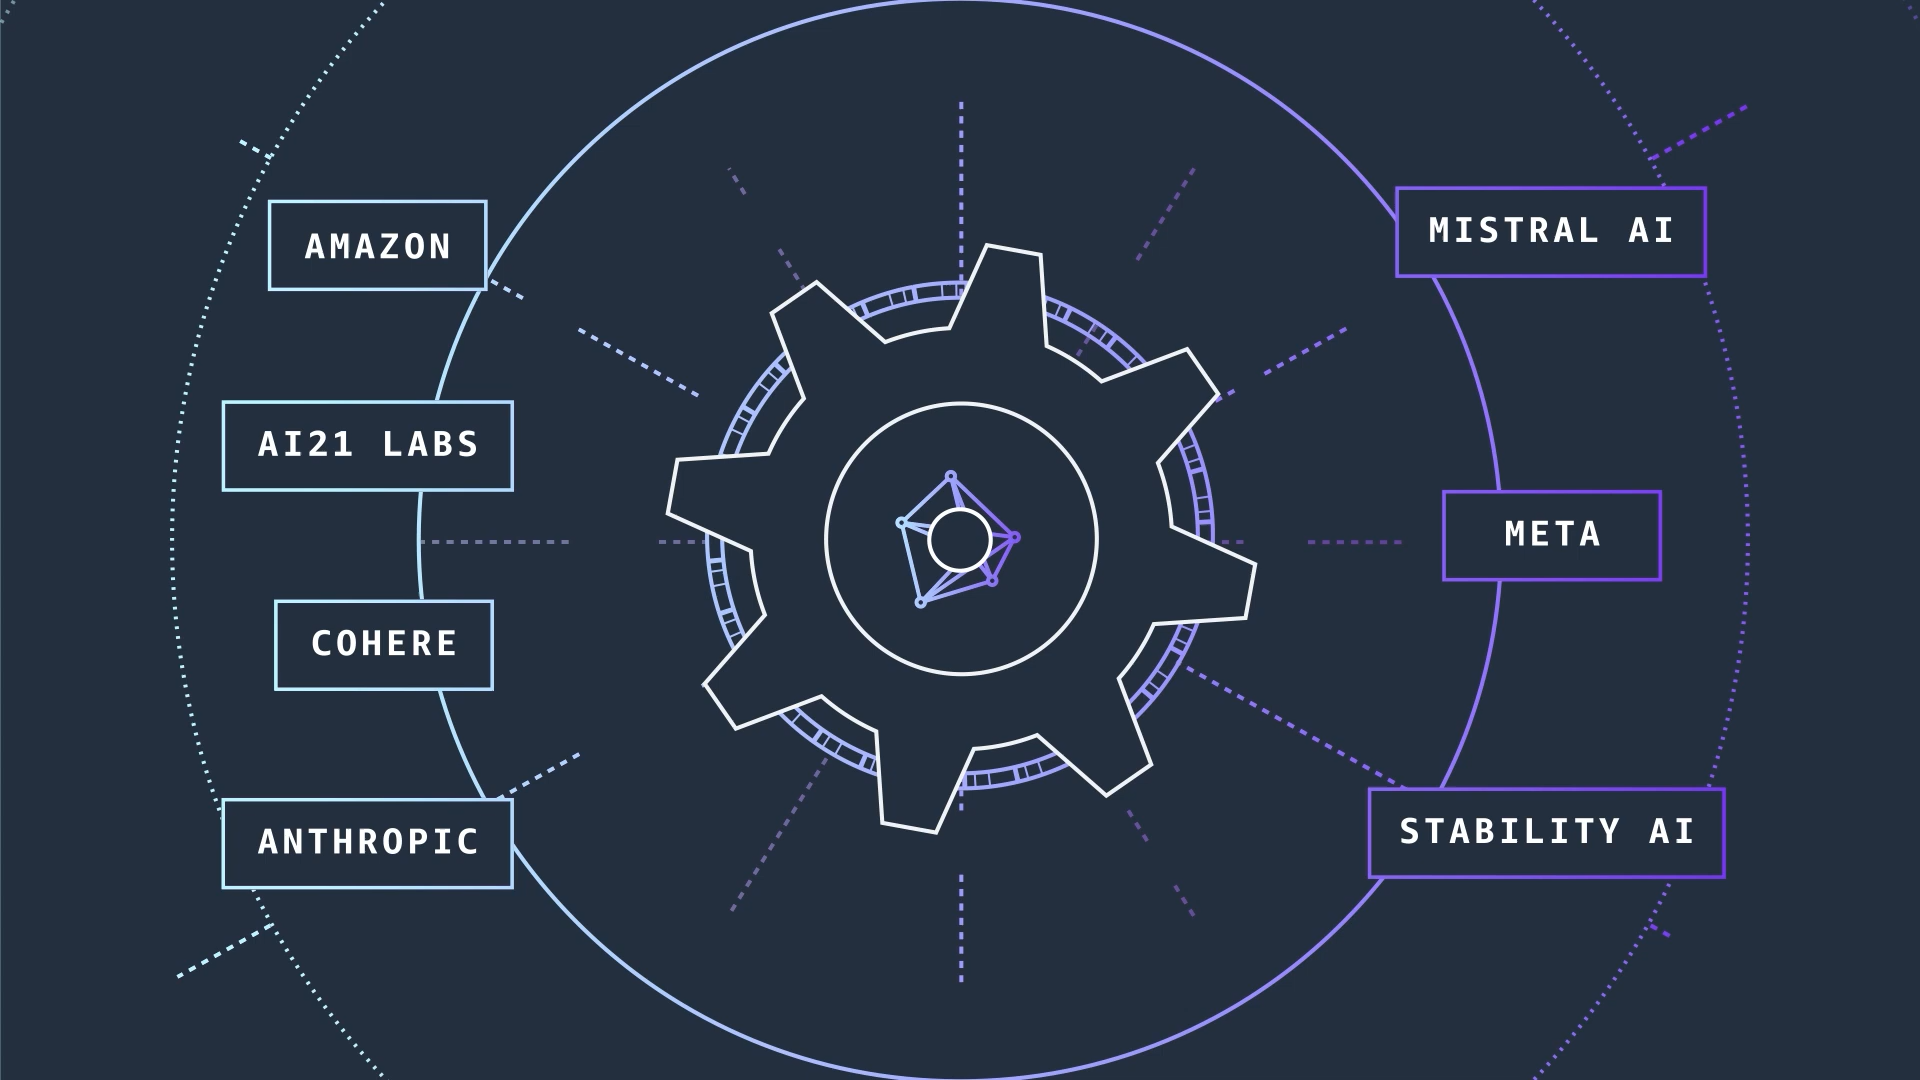 AMAZON
AI21 LABS
COHERE
ANTHROPIC
MISTRAL AI
META
STABILITY AI